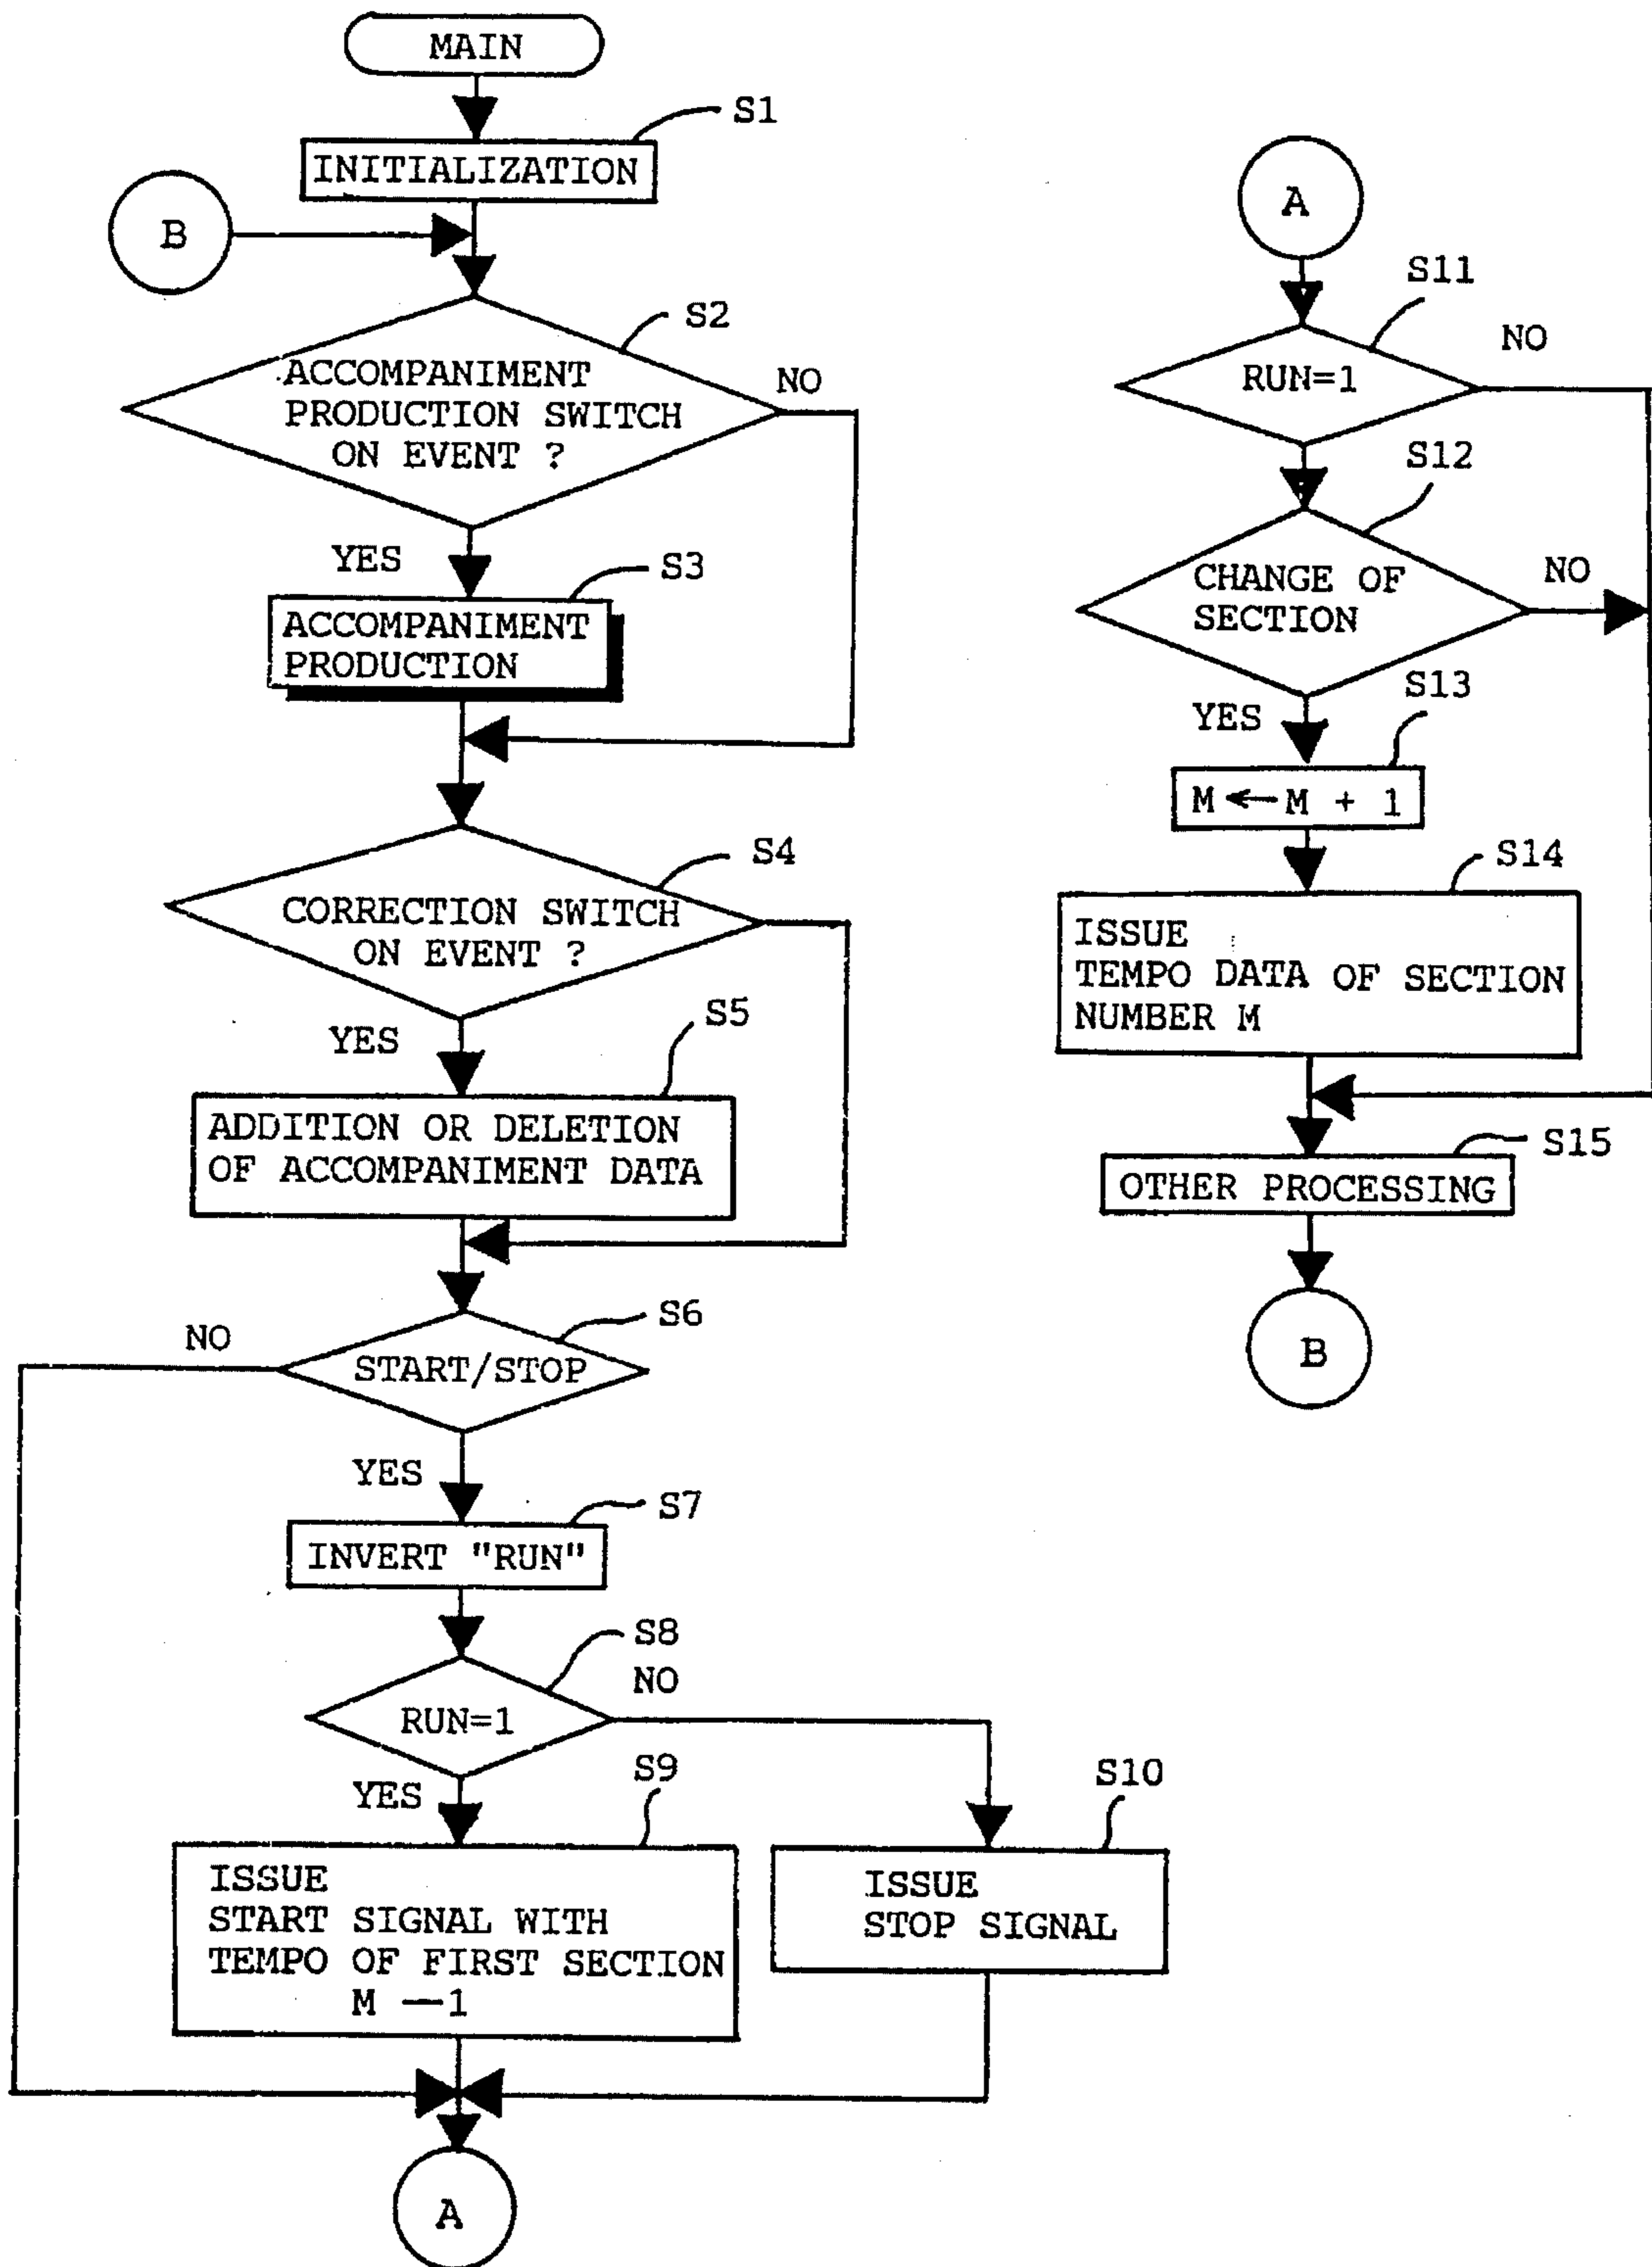 MAIN
S1
INITIALIZATION
B
S2
ACCOMPANIMENT
PRODUCTION SWITCH
ON EVENT ?
NO
YES
S3
ACCOMPANIMENT
PRODUCTION
S4
CORRECTION SWITCH
ON EVENT ?
YES
S5
ADDITION OR DELETION
OF ACCOMPANIMENT DATA
S6
NO
START/STOP
YES
S7
INVERT "RUN"
S8
NO
RUN=1
YES
S9
ISSUE
START SIGNAL WITH
TEMPO OF FIRST SECTION
M —1
S10
ISSUE
STOP SIGNAL
A
A
S11
NO
RUN=1
S12
CHANGE OF
SECTION
NO
YES
S13
M ← M + 1
S14
ISSUE
TEMPO DATA OF SECTION
NUMBER M
S15
OTHER PROCESSING
B